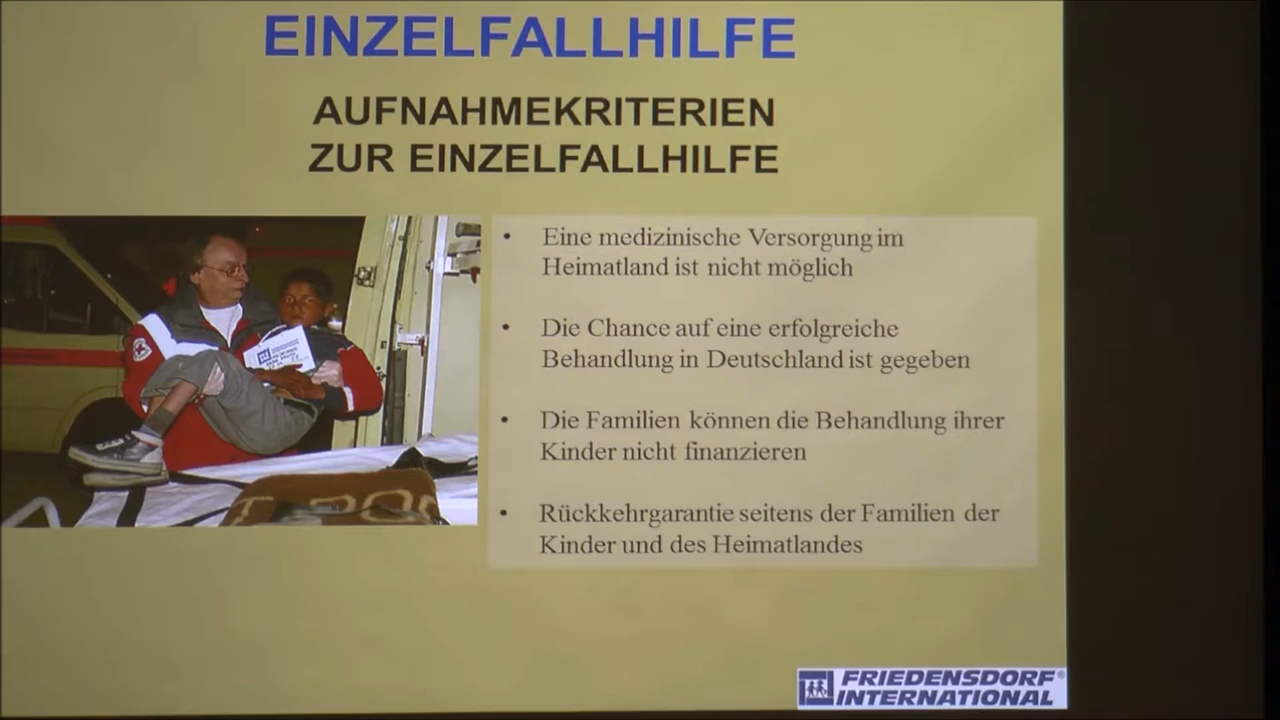 EINZELFALLHILFE
AUFNAHMEKRITERIEN
ZUR EINZELFALLHILFE
• Eine medizinische Versorgung im
Heimatland ist nicht möglich
• Die Chance auf eine erfolgreiche
Behandlung in Deutschland ist gegeben
• Die Familien können die Behandlung ihrer
Kinder nicht finanzieren
• Rückkehrgarantie seitens der Familien der
Kinder und des Heimatlandes
FRIEDENSDORF®
INTERNATIONAL